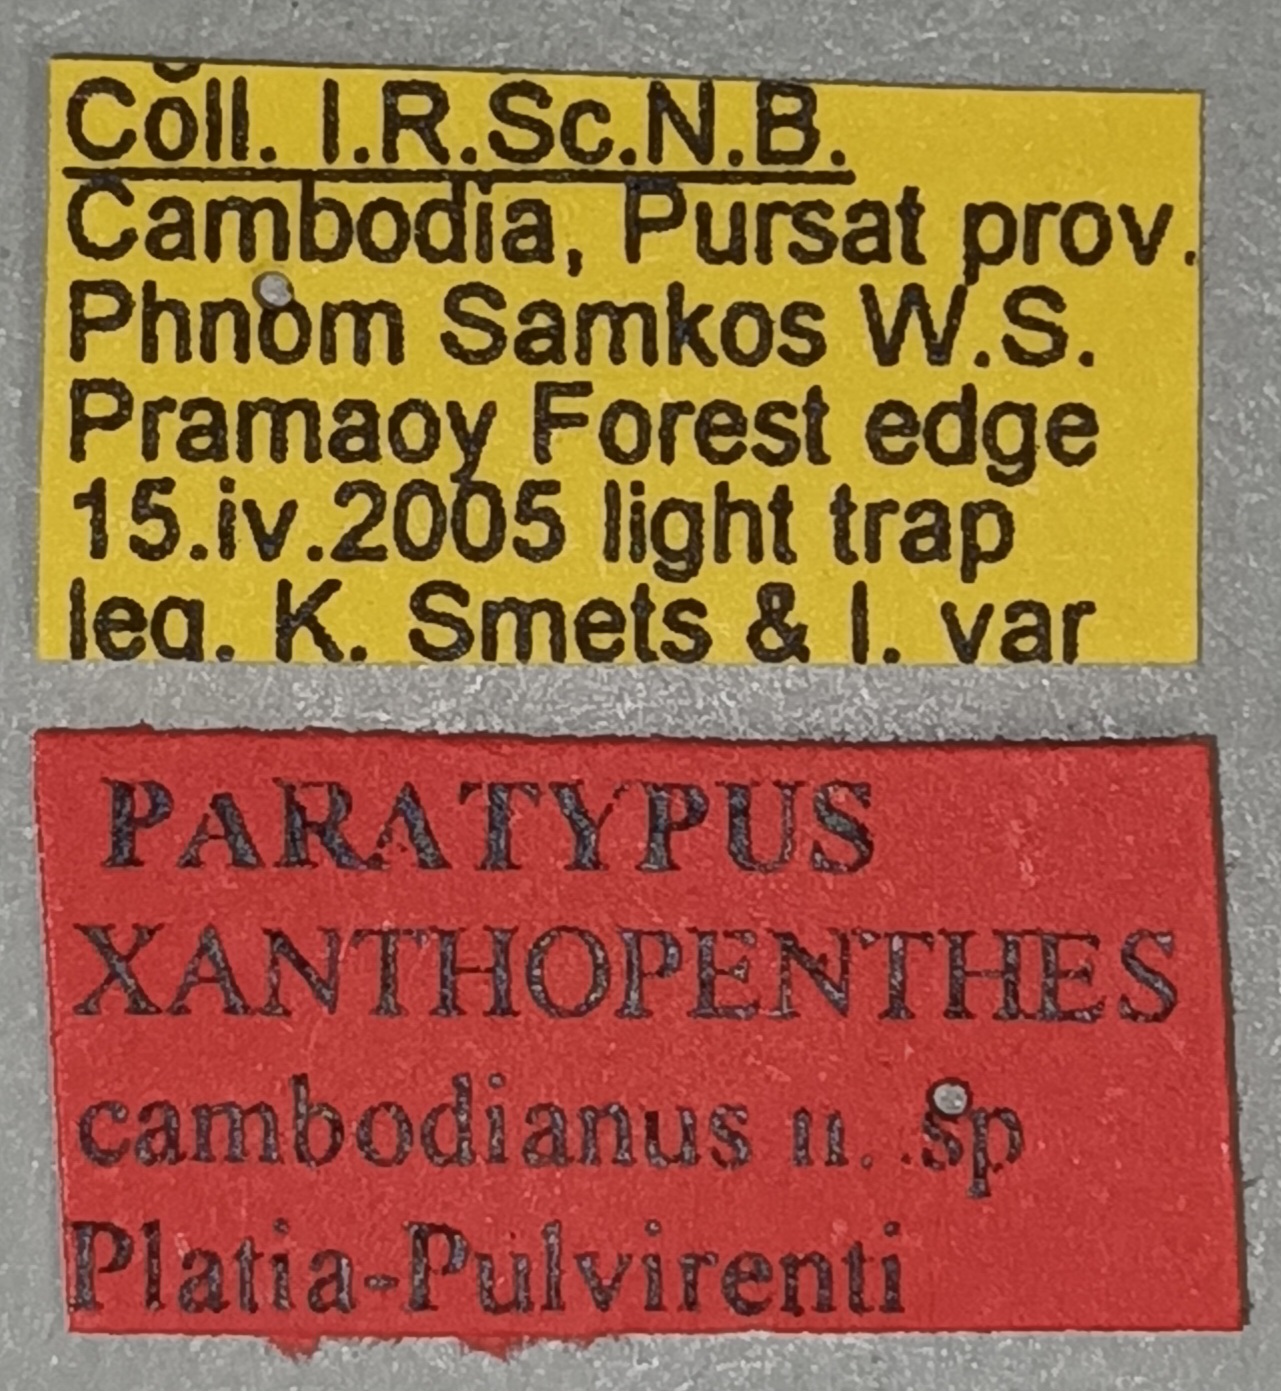 Coll. I.R.Sc.N.B.
Cambodia, Pursat prov.
Phnom Samkos W.S.
Pramaoy Forest edge
15.iv.2005 light trap
leg. K. Smets & I. var
PARATYPUS
XANTHOPENTHES
cambodianus n. sp
Platia-Pulvirenti